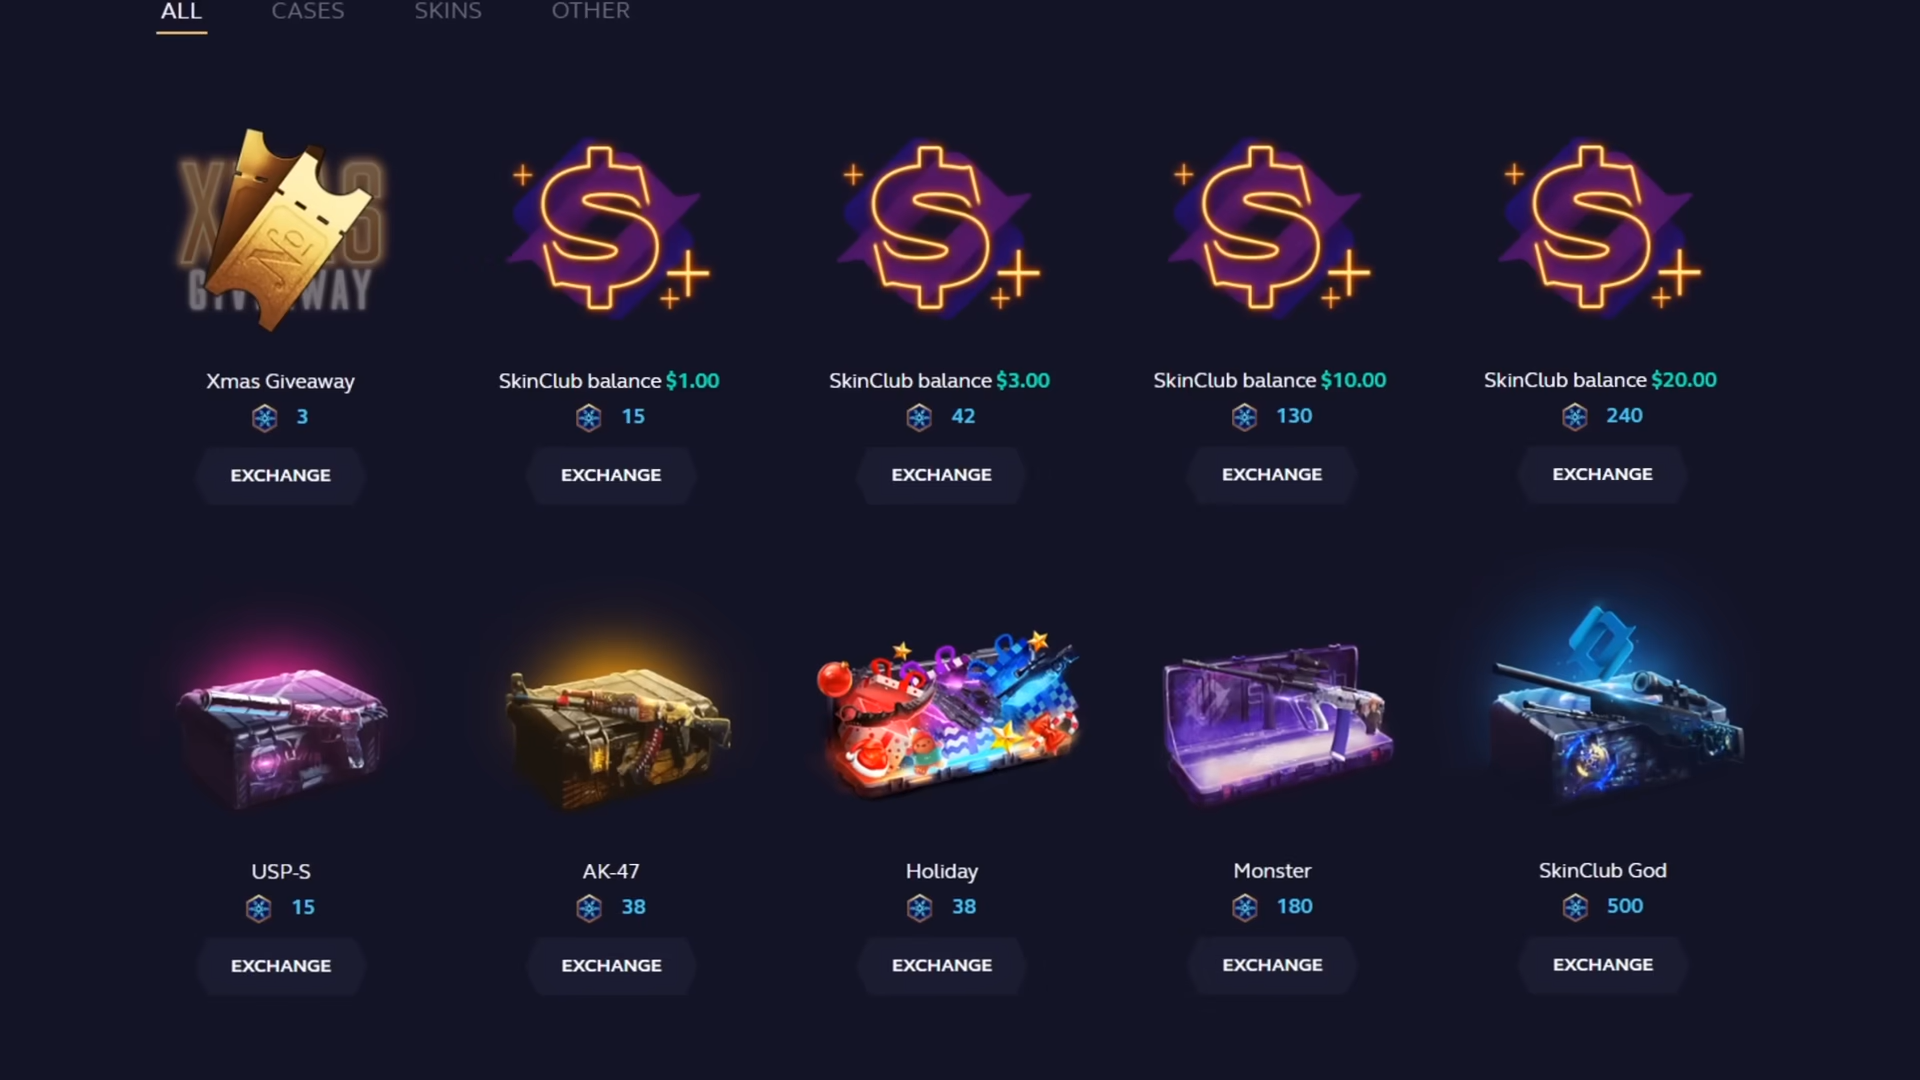 ALL CASES SKINS OTHER
XMAS
GIVEAWAY
Xmas Giveaway
3
EXCHANGE
SkinClub balance $1.00
15
EXCHANGE
SkinClub balance $3.00
42
EXCHANGE
SkinClub balance $10.00
130
EXCHANGE
SkinClub balance $20.00
240
EXCHANGE
USP-S
15
EXCHANGE
AK-47
38
EXCHANGE
Holiday
38
EXCHANGE
Monster
180
EXCHANGE
SkinClub God
500
EXCHANGE